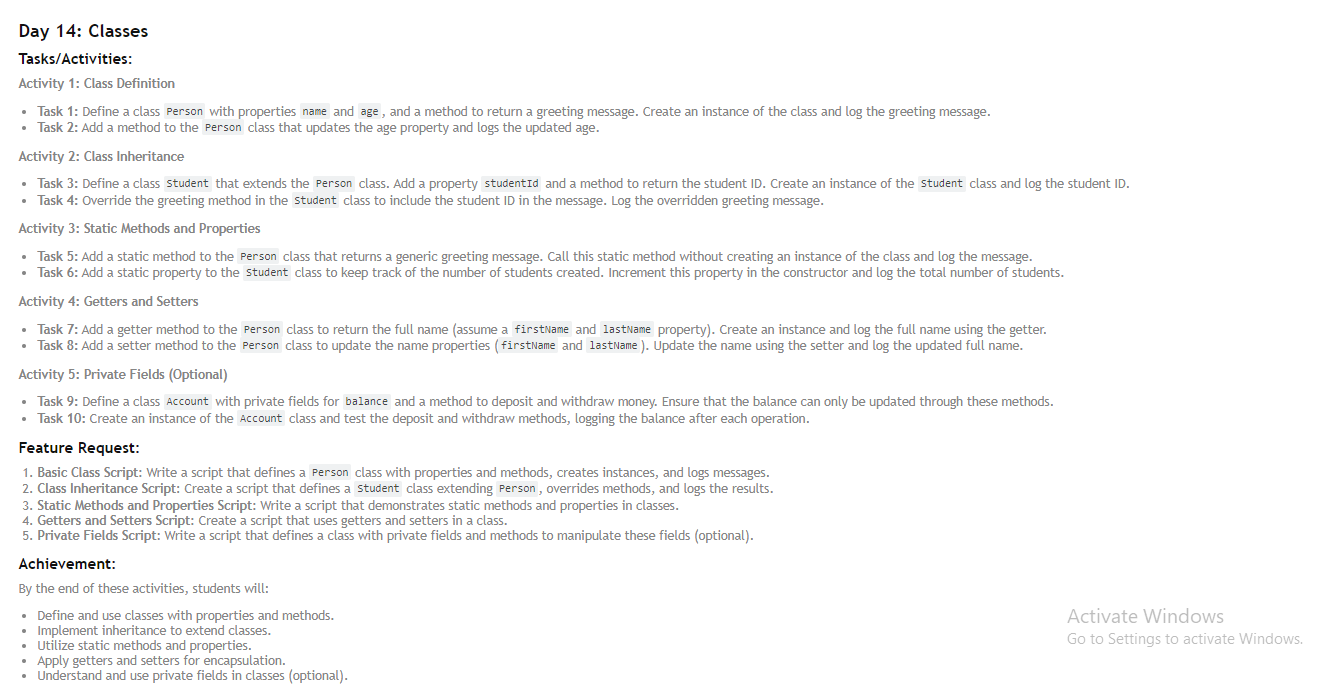 Day 14: Classes
Tasks/Activities:
Activity 1: Class Definition
• Task 1: Define a class Person with properties name and age, and a method to return a greeting message. Create an instance of the class and log the greeting message.
• Task 2: Add a method to the Person class that updates the age property and logs the updated age.
Activity 2: Class Inheritance
• Task 3: Define a class Student that extends the Person class. Add a property studentId and a method to return the student ID. Create an instance of the Student class and log the student ID.
• Task 4: Override the greeting method in the Student class to include the student ID in the message. Log the overridden greeting message.
Activity 3: Static Methods and Properties
• Task 5: Add a static method to the Person class that returns a generic greeting message. Call this static method without creating an instance of the class and log the message.
• Task 6: Add a static property to the Student class to keep track of the number of students created. Increment this property in the constructor and log the total number of students.
Activity 4: Getters and Setters
• Task 7: Add a getter method to the Person class to return the full name (assume a firstName and lastName property). Create an instance and log the full name using the getter.
• Task 8: Add a setter method to the Person class to update the name properties (firstName and lastName). Update the name using the setter and log the updated full name.
Activity 5: Private Fields (Optional)
• Task 9: Define a class Account with private fields for balance and a method to deposit and withdraw money. Ensure that the balance can only be updated through these methods.
• Task 10: Create an instance of the Account class and test the deposit and withdraw methods, logging the balance after each operation.
Feature Request:
1. Basic Class Script: Write a script that defines a Person class with properties and methods, creates instances, and logs messages.
2. Class Inheritance Script: Create a script that defines a Student class extending Person, overrides methods, and logs the results.
3. Static Methods and Properties Script: Write a script that demonstrates static methods and properties in classes.
4. Getters and Setters Script: Create a script that uses getters and setters in a class.
5. Private Fields Script: Write a script that defines a class with private fields and methods to manipulate these fields (optional).
Achievement:
By the end of these activities, students will:
• Define and use classes with properties and methods.
• Implement inheritance to extend classes.
• Utilize static methods and properties.
• Apply getters and setters for encapsulation.
• Understand and use private fields in classes (optional).
Activate Windows
Go to Settings to activate Windows.